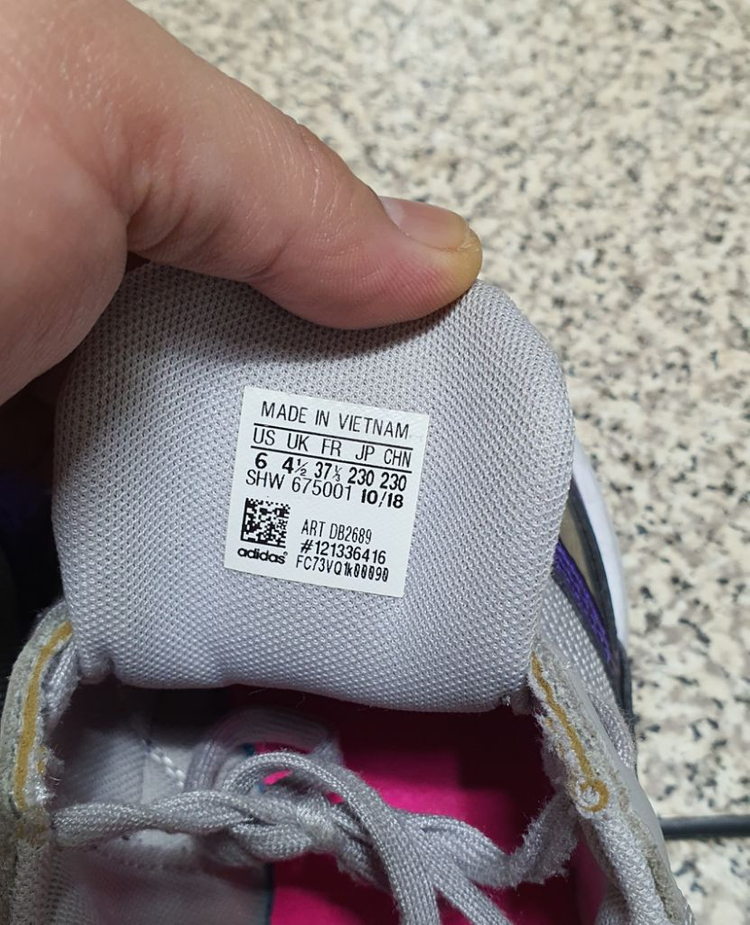 MADE IN VIETNAM
US UK FR JP CHN
6 4½ 37⅓ 230 230
SHW 675001 10/18
ART DB2689
#121336416
adidas FC73VQ1k00090